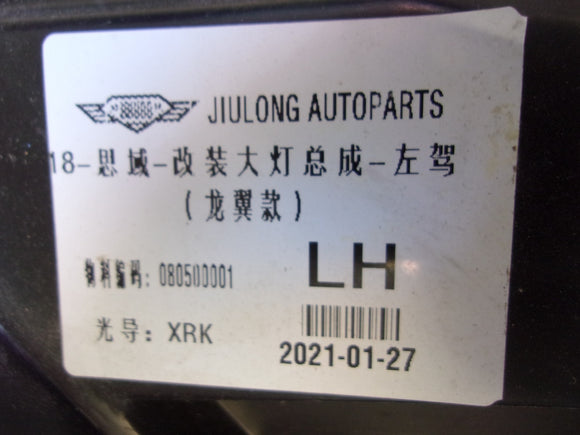 JIULONG AUTOPARTS
18-思域-改装大灯总成-左驾
(龙翼款)
物料编码: 080500001
LH
光导: XRK
2021-01-27